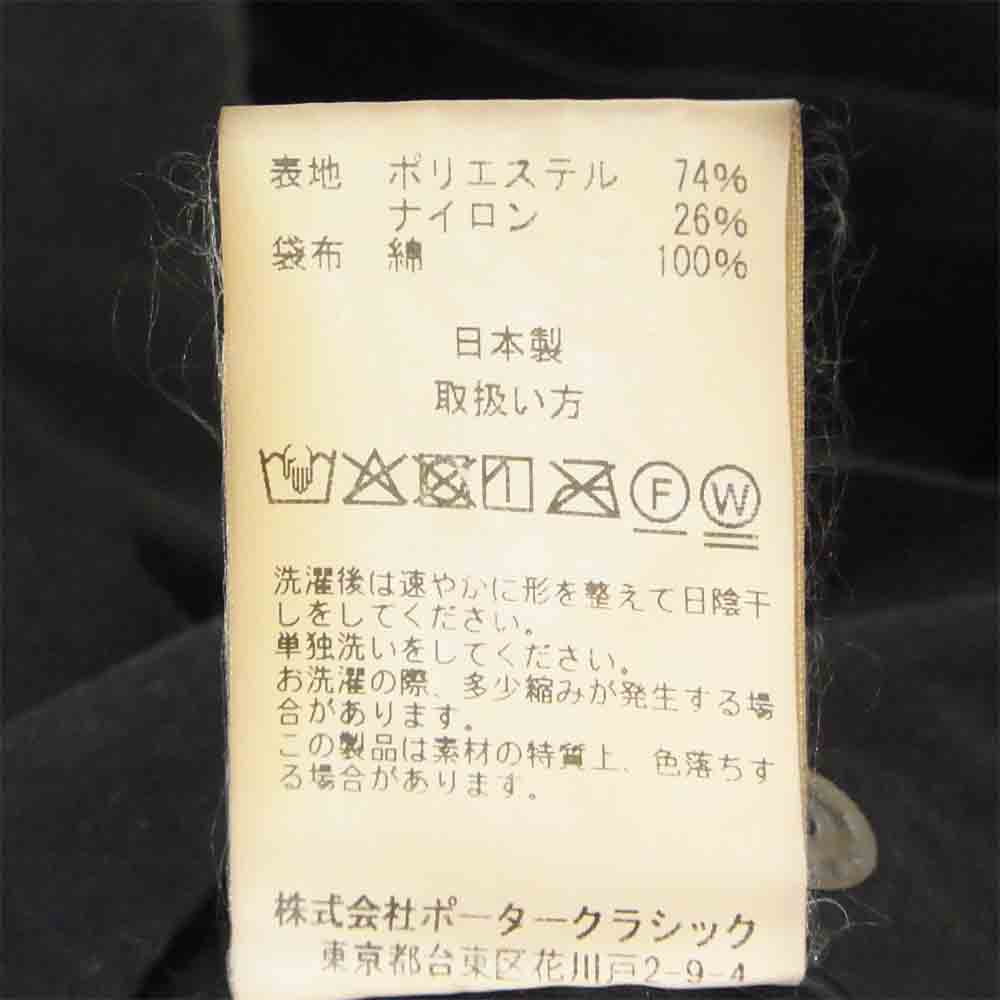 表地 ポリエステル 74%
ナイロン 26%
袋布 綿 100%
日本製
取扱い方
F W
洗濯後は速やかに形を整えて日陰干
しをしてください。
単独洗いをしてください。
お洗濯の際、多少縮みが発生する場
合があります。
この製品は素材の特質上、色落ちす
る場合があります。
株式会社ポータークラシック
東京都台東区花川戸2-9-4